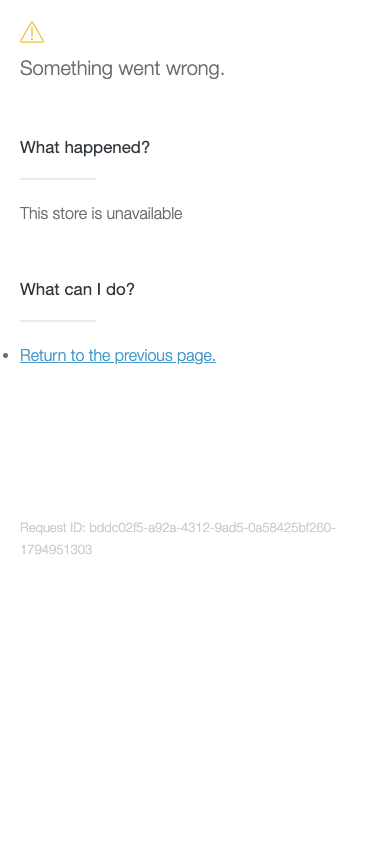 Something went wrong.
What happened?
This store is unavailable
What can I do?
Return to the previous page.
Request ID: bddc02f5-a92a-4312-9ad5-0a58425bf260-
1794951303